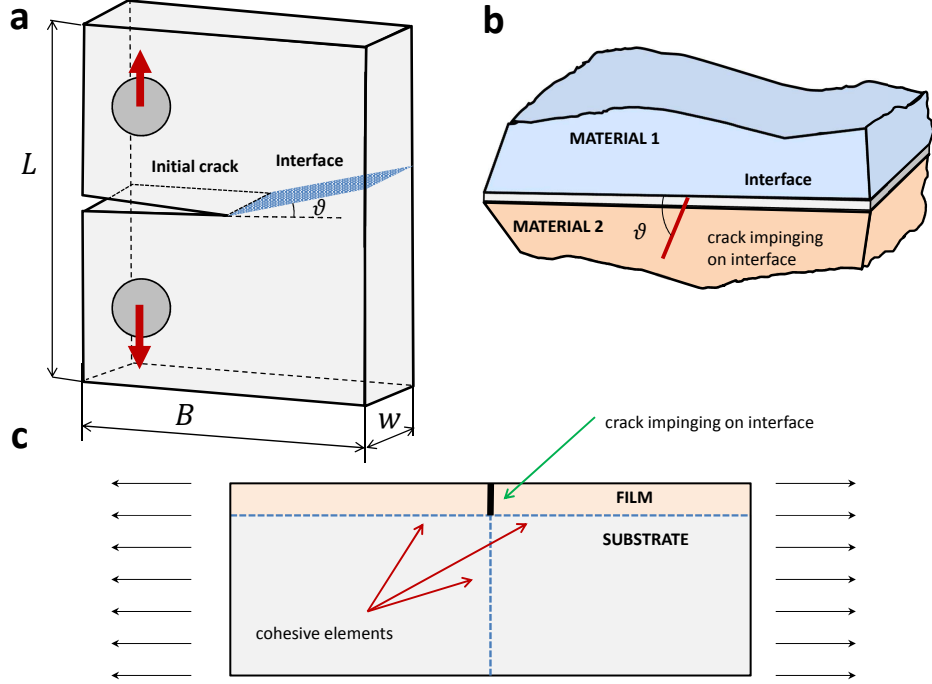 a
L
Initial crack
Interface
ϑ
B
w
b
MATERIAL 1
Interface
MATERIAL 2
ϑ
crack impinging
on interface
c
crack impinging on interface
FILM
SUBSTRATE
cohesive elements